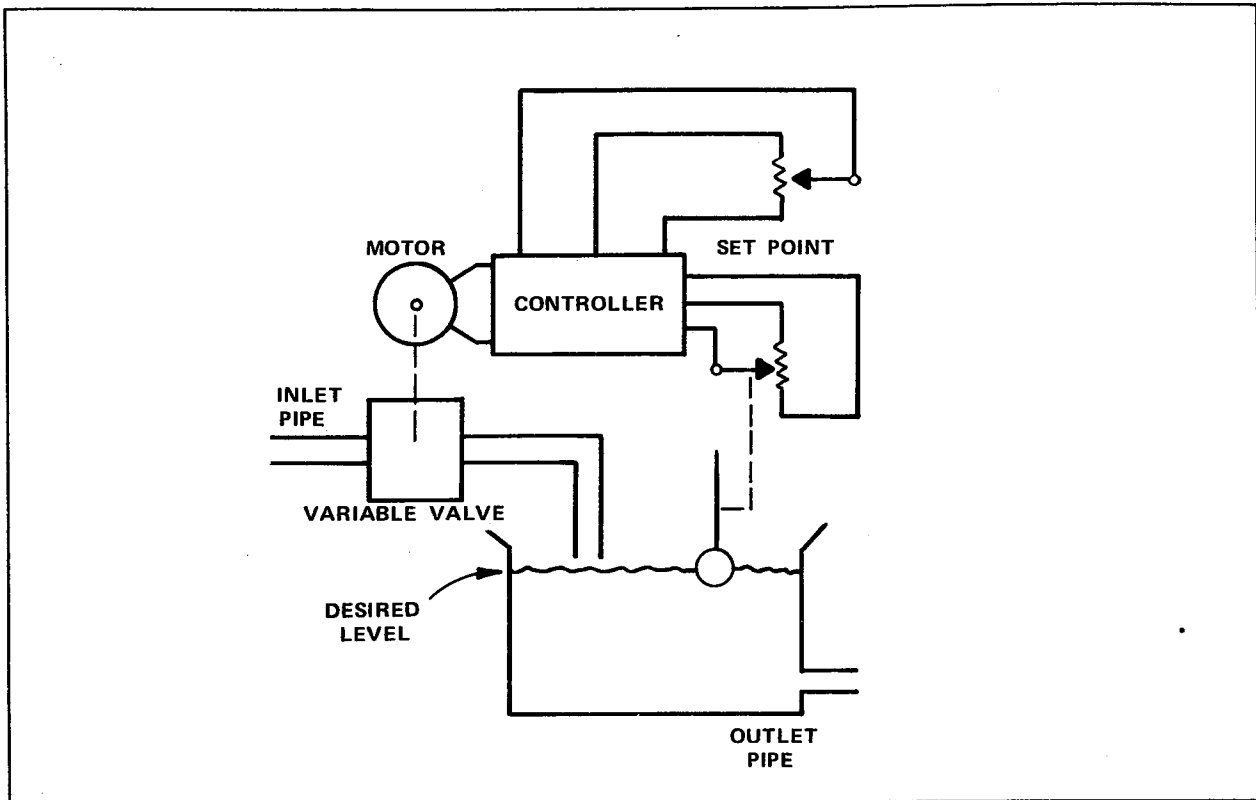 SET POINT
MOTOR
CONTROLLER
INLET
PIPE
VARIABLE VALVE
DESIRED
LEVEL
OUTLET
PIPE